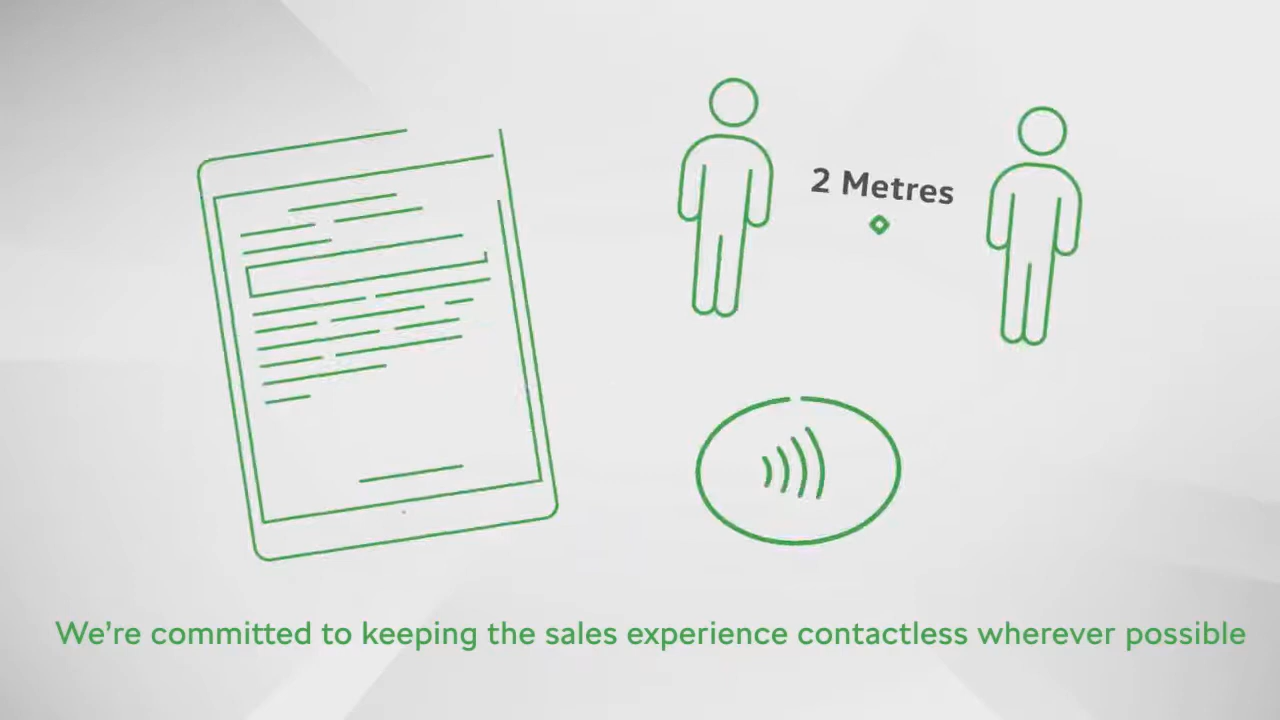 2 Metres
We’re committed to keeping the sales experience contactless wherever possible